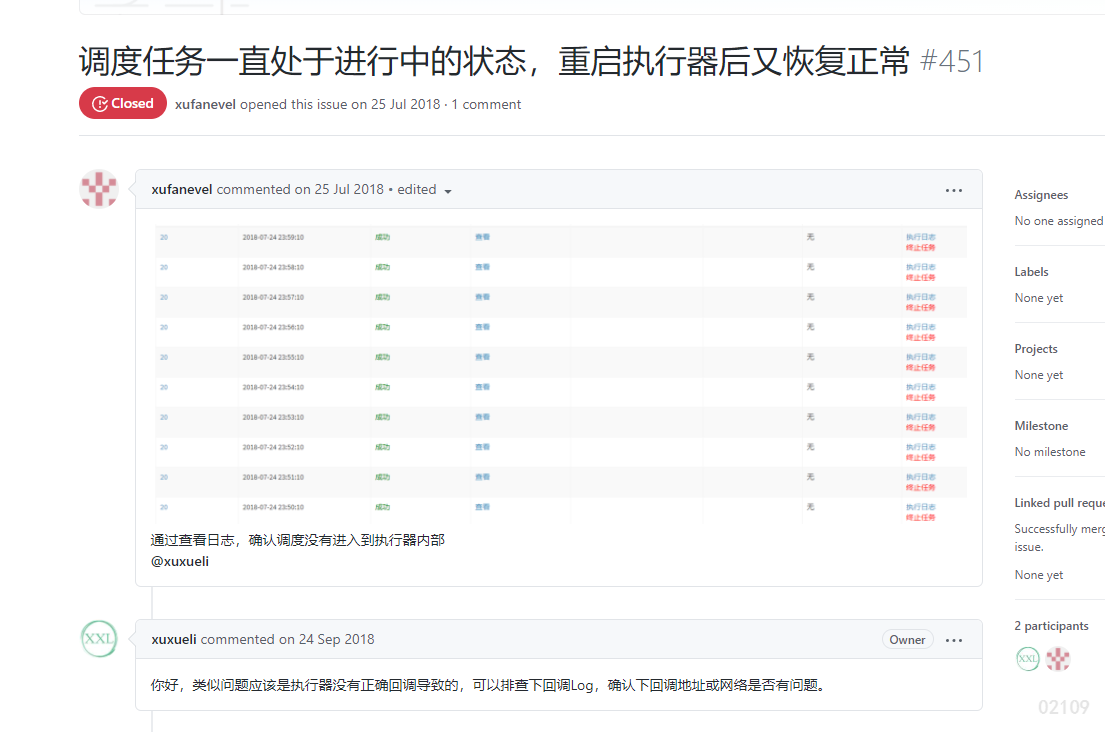 调度任务一直处于进行中的状态，重启执行器后又恢复正常 #451
Closed xufanevel opened this issue on 25 Jul 2018 · 1 comment
xufanevel commented on 25 Jul 2018 • edited
20 2018-07-24 23:59:10 成功 查看 无 执行日志
终止任务
20 2018-07-24 23:58:10 成功 查看 无 执行日志
终止任务
20 2018-07-24 23:57:10 成功 查看 无 执行日志
终止任务
20 2018-07-24 23:56:10 成功 查看 无 执行日志
终止任务
20 2018-07-24 23:55:10 成功 查看 无 执行日志
终止任务
20 2018-07-24 23:54:10 成功 查看 无 执行日志
终止任务
20 2018-07-24 23:53:10 成功 查看 无 执行日志
终止任务
20 2018-07-24 23:52:10 成功 查看 无 执行日志
终止任务
20 2018-07-24 23:51:10 成功 查看 无 执行日志
终止任务
20 2018-07-24 23:50:10 成功 查看 无 执行日志
终止任务
通过查看日志，确认调度没有进入到执行器内部
@xuxueli
XXL
xuxueli commented on 24 Sep 2018 Owner
你好，类似问题应该是执行器没有正确回调导致的，可以排查下回调Log，确认下回调地址或网络是否有问题。
Assignees
No one assigned
Labels
None yet
Projects
None yet
Milestone
No milestone
Linked pull reque
Successfully merg
issue.
None yet
2 participants
XXL
02109